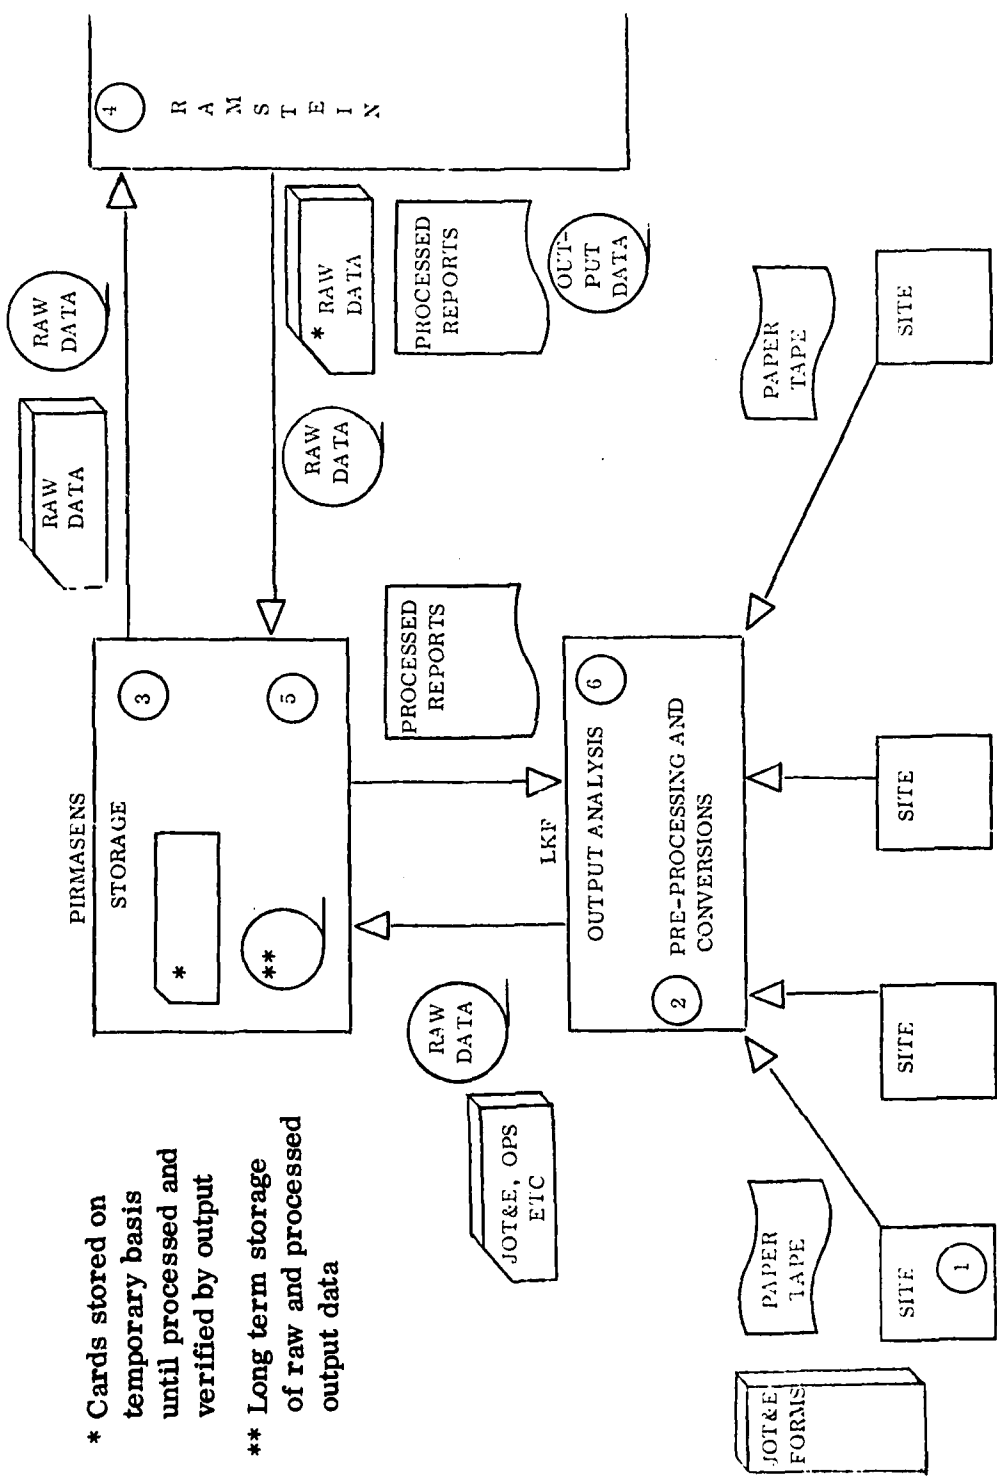 * Cards stored on
temporary basis
until processed and
verified by output
** Long term storage
of raw and processed
output data
PIRMASENS
STORAGE
*
**
3
5
RAW
DATA
RAW
DATA
4
RAMSTEIN
RAW
DATA
* RAW
DATA
PROCESSED
REPORTS
OUT-
PUT
DATA
JOT&E, OPS
ETC
RAW
DATA
PROCESSED
REPORTS
LKF
OUTPUT ANALYSIS
6
2
PRE-PROCESSING AND
CONVERSIONS
JOT&E
FORMS
PAPER
TAPE
PAPER
TAPE
SITE
1
SITE
SITE
SITE